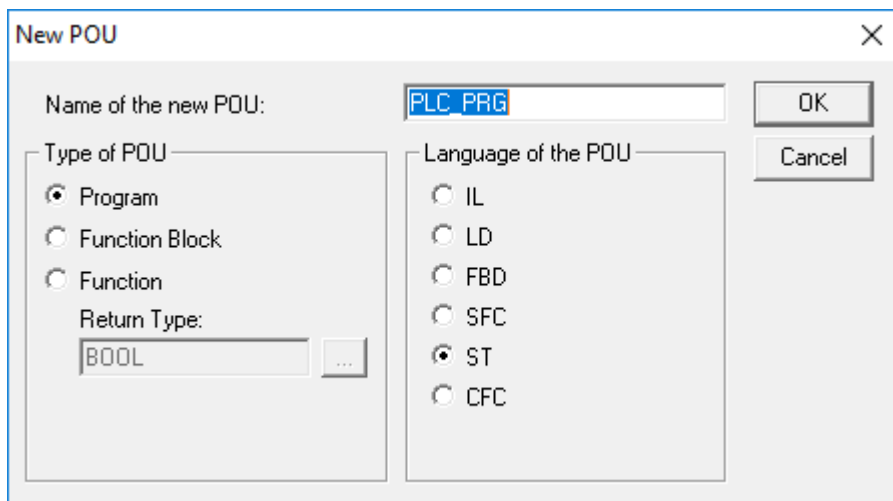 New POU
Name of the new POU:
PLC_PRG
OK
Cancel
Type of POU
Program
Function Block
Function
Return Type:
BOOL
...
Language of the POU
IL
LD
FBD
SFC
ST
CFC